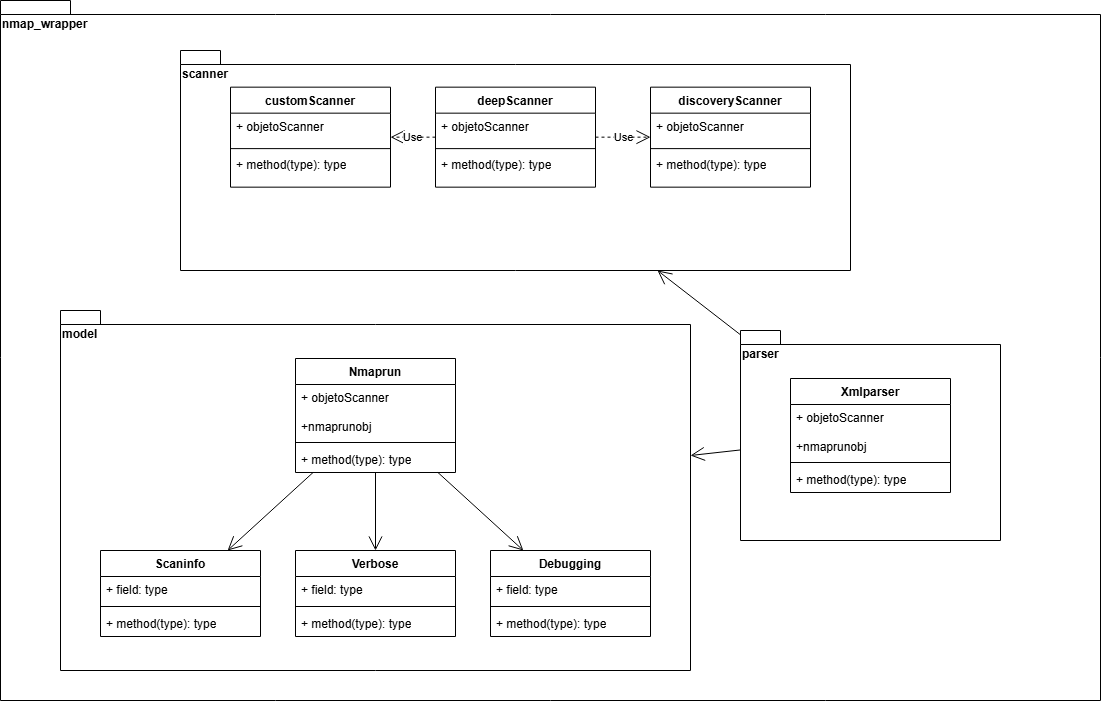 nmap_wrapper
scanner
customScanner
+ objetoScanner
+ method(type): type
Use
deepScanner
+ objetoScanner
+ method(type): type
Use
discoveryScanner
+ objetoScanner
+ method(type): type
model
Nmaprun
+ objetoScanner
+nmaprunobj
+ method(type): type
Scaninfo
+ field: type
+ method(type): type
Verbose
+ field: type
+ method(type): type
Debugging
+ field: type
+ method(type): type
parser
Xmlparser
+ objetoScanner
+nmaprunobj
+ method(type): type